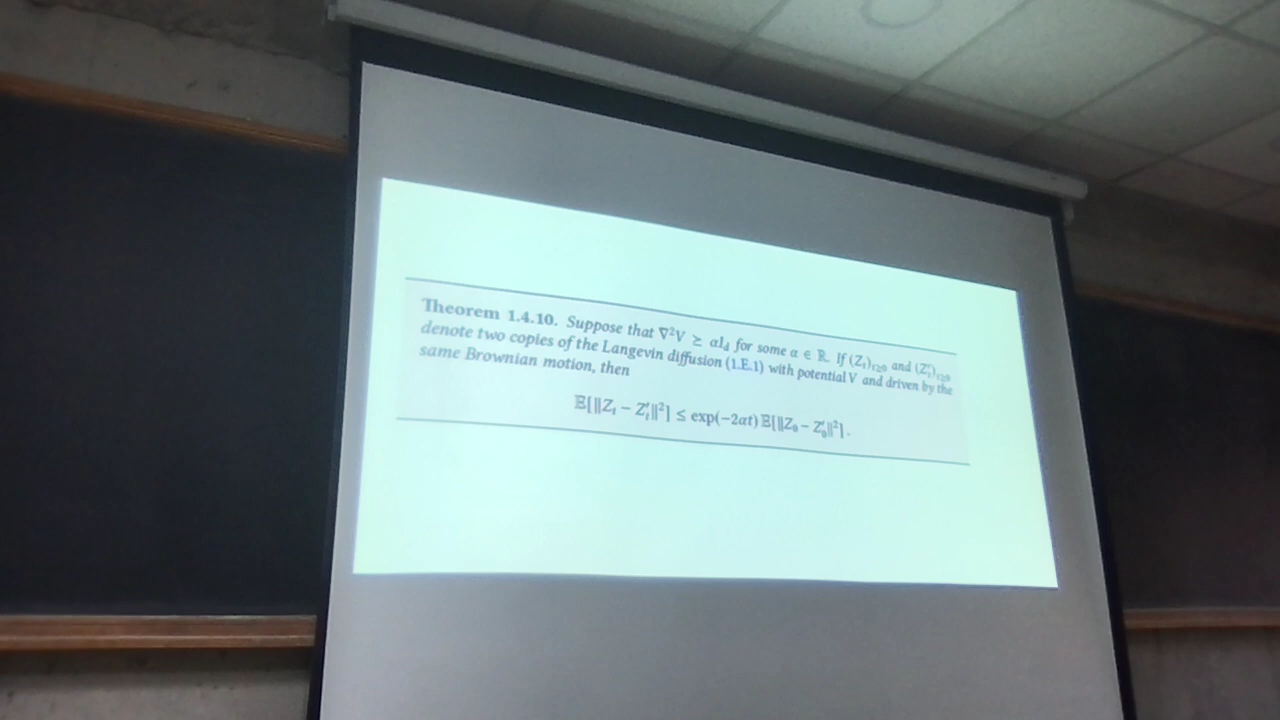 Theorem 1.4.10. Suppose that ∇²V ≥ αI_d for some α ∈ ℝ. If (Z_t)_{t≥0} and (Z'_t)_{t≥0}
denote two copies of the Langevin diffusion (1.E.1) with potential V and driven by the
same Brownian motion, then
𝔼[‖Z_t − Z'_t‖²] ≤ exp(−2αt) 𝔼[‖Z_0 − Z'_0‖²].